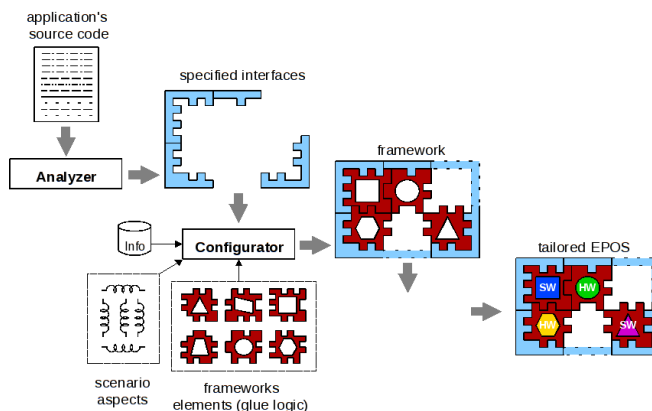 application's
source code
specified interfaces
framework
Analyzer
Info
Configurator
tailored EPOS
SW
HW
HW
SW
scenario
aspects
frameworks
elements (glue logic)